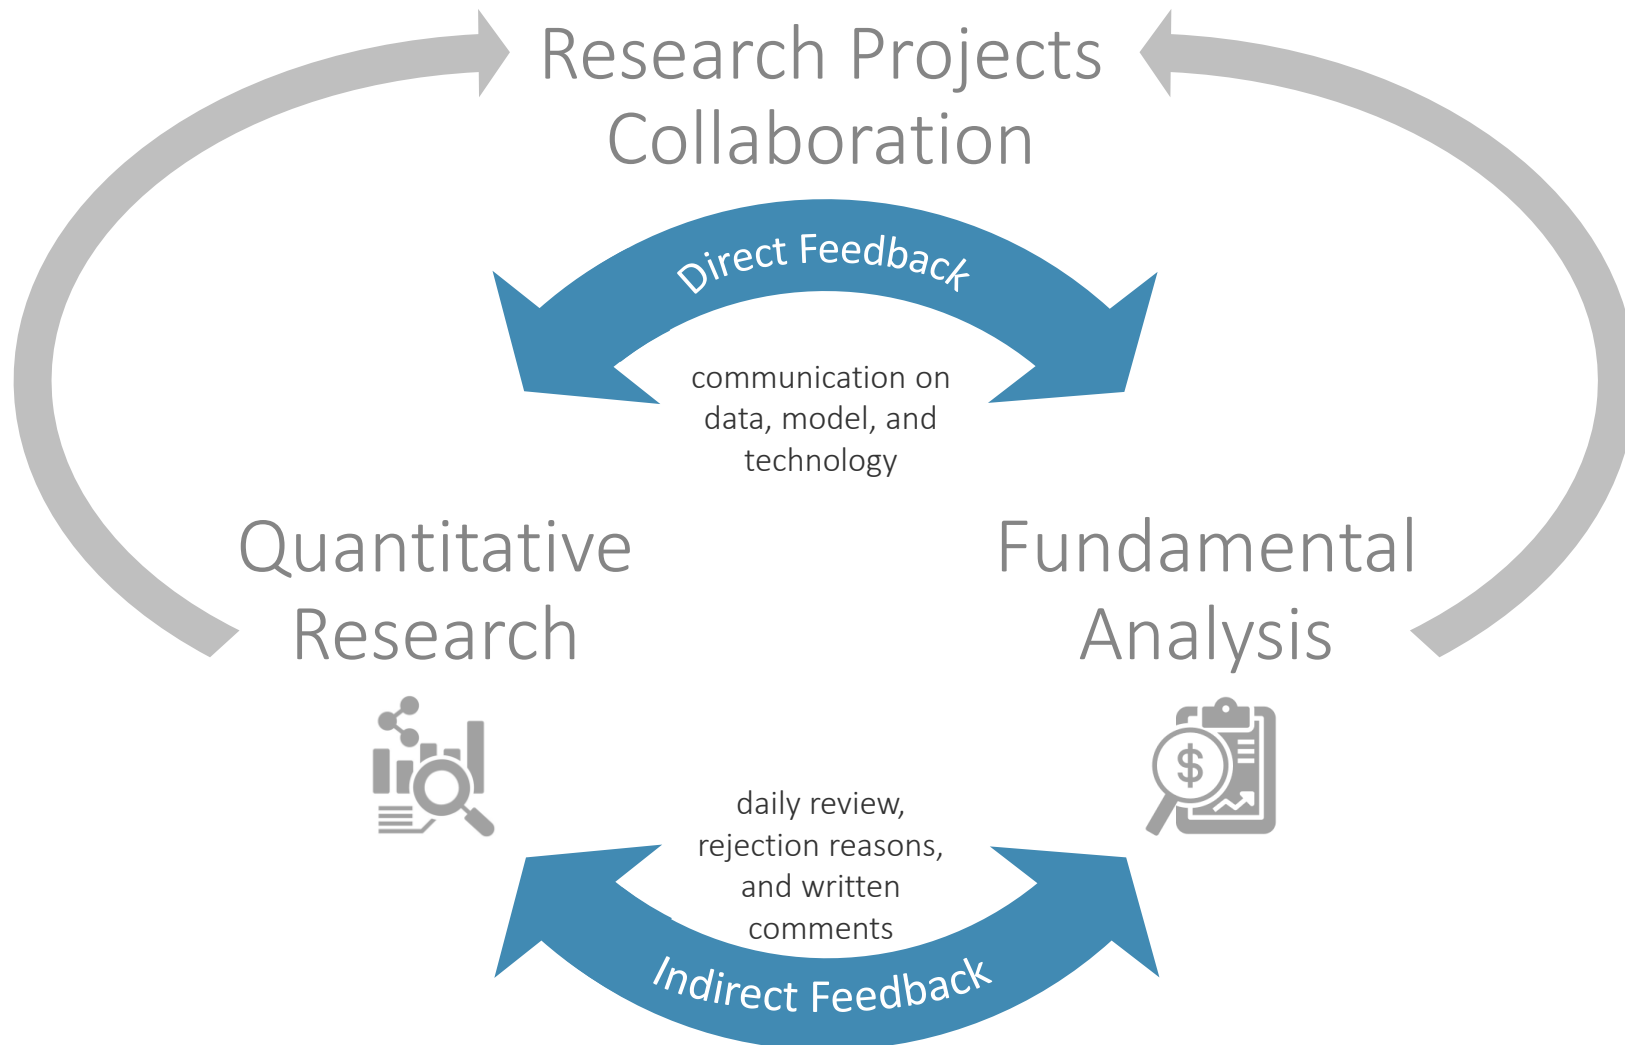 Research Projects
Collaboration
Direct Feedback
communication on
data, model, and
technology
Quantitative
Research
Fundamental
Analysis
$
daily review,
rejection reasons,
and written
comments
Indirect Feedback